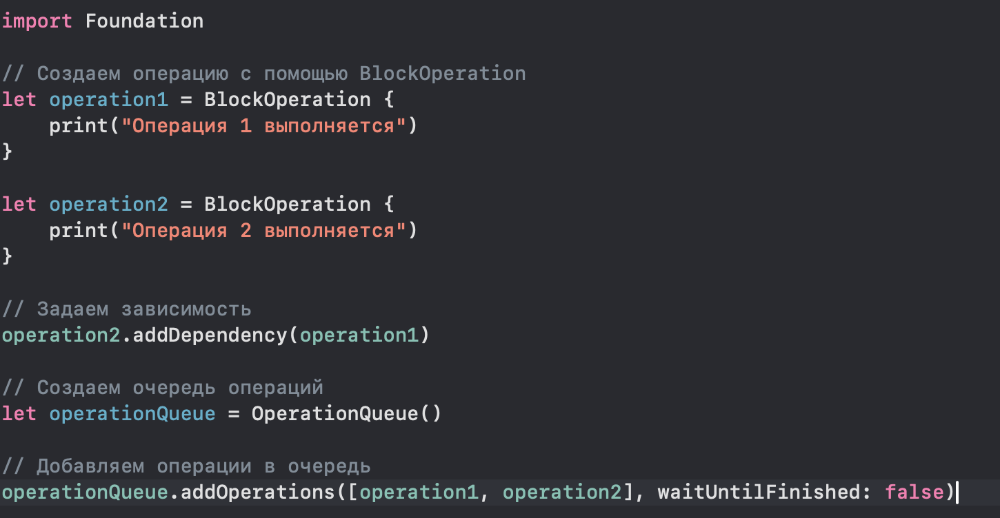 import Foundation
// Создаем операцию с помощью BlockOperation
let operation1 = BlockOperation {
    print("Операция 1 выполняется")
}
let operation2 = BlockOperation {
    print("Операция 2 выполняется")
}
// Задаем зависимость
operation2.addDependency(operation1)
// Создаем очередь операций
let operationQueue = OperationQueue()
// Добавляем операции в очередь
operationQueue.addOperations([operation1, operation2], waitUntilFinished: false)